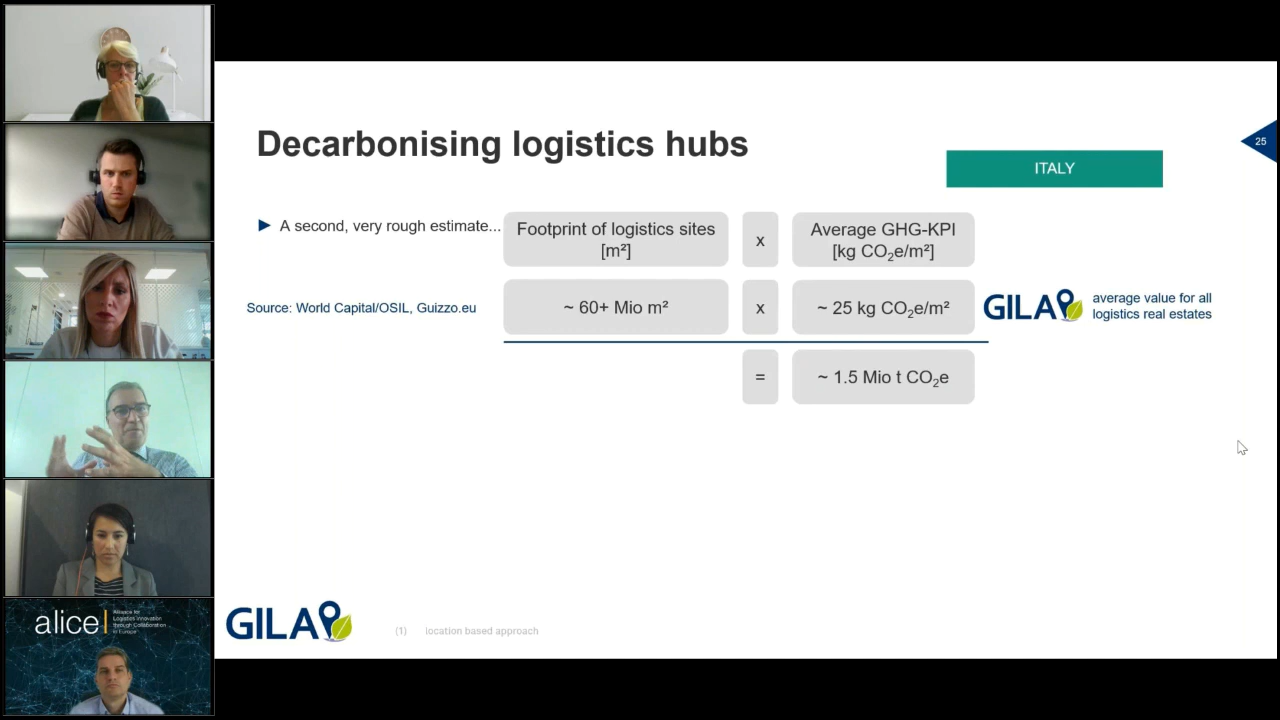 Decarbonising logistics hubs
25
ITALY
► A second, very rough estimate...
Footprint of logistics sites
[m²]
x
Average GHG-KPI
[kg CO₂e/m²]
Source: World Capital/OSIL, Guizzo.eu
~ 60+ Mio m²
x
~ 25 kg CO₂e/m²
GILA
average value for all
logistics real estates
=
~ 1.5 Mio t CO₂e
alice
Alliance for
Logistics Innovation
through Collaboration
in Europe
GILA
(1) location based approach